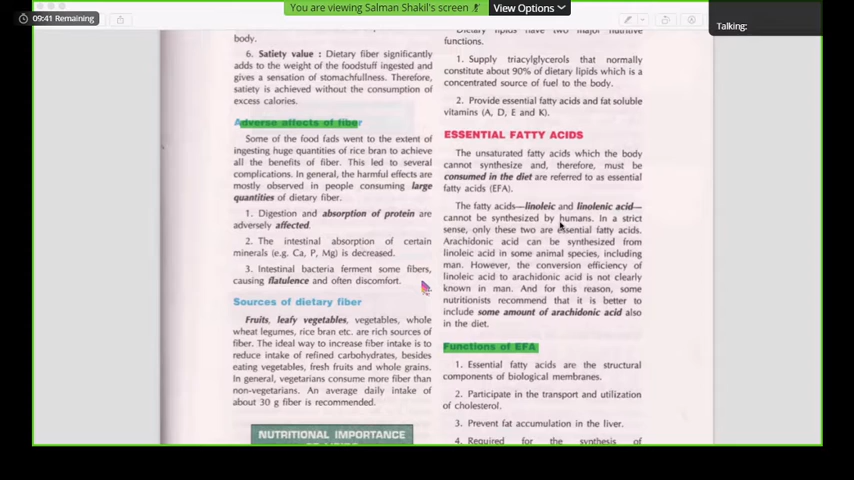 You are viewing Salman Shakil's screen
View Options
09:41 Remaining
Talking:
body.
6. Satiety value : Dietary fiber significantly
adds to the weight of the foodstuff ingested and
gives a sensation of stomachfullness. Therefore,
satiety is achieved without the consumption of
excess calories.
Adverse affects of fiber
Some of the food fads went to the extent of
ingesting huge quantities of rice bran to achieve
all the benefits of fiber. This led to several
complications. In general, the harmful effects are
mostly observed in people consuming large
quantities of dietary fiber.
1. Digestion and absorption of protein are
adversely affected.
2. The intestinal absorption of certain
minerals (e.g. Ca, P, Mg) is decreased.
3. Intestinal bacteria ferment some fibers,
causing flatulence and often discomfort.
Sources of dietary fiber
Fruits, leafy vegetables, vegetables, whole
wheat legumes, rice bran etc. are rich sources of
fiber. The ideal way to increase fiber intake is to
reduce intake of refined carbohydrates, besides
eating vegetables, fresh fruits and whole grains.
In general, vegetarians consume more fiber than
non-vegetarians. An average daily intake of
about 30 g fiber is recommended.
NUTRITIONAL IMPORTANCE
Dietary lipids have two major nutritive
functions.
1. Supply triacylglycerols that normally
constitute about 90% of dietary lipids which is a
concentrated source of fuel to the body.
2. Provide essential fatty acids and fat soluble
vitamins (A, D, E and K).
ESSENTIAL FATTY ACIDS
The unsaturated fatty acids which the body
cannot synthesize and, therefore, must be
consumed in the diet are referred to as essential
fatty acids (EFA).
The fatty acids—linoleic and linolenic acid—
cannot be synthesized by humans. In a strict
sense, only these two are essential fatty acids.
Arachidonic acid can be synthesized from
linoleic acid in some animal species, including
man. However, the conversion efficiency of
linoleic acid to arachidonic acid is not clearly
known in man. And for this reason, some
nutritionists recommend that it is better to
include some amount of arachidonic acid also
in the diet.
Functions of EFA
1. Essential fatty acids are the structural
components of biological membranes.
2. Participate in the transport and utilization
of cholesterol.
3. Prevent fat accumulation in the liver.
4. Required for the synthesis of